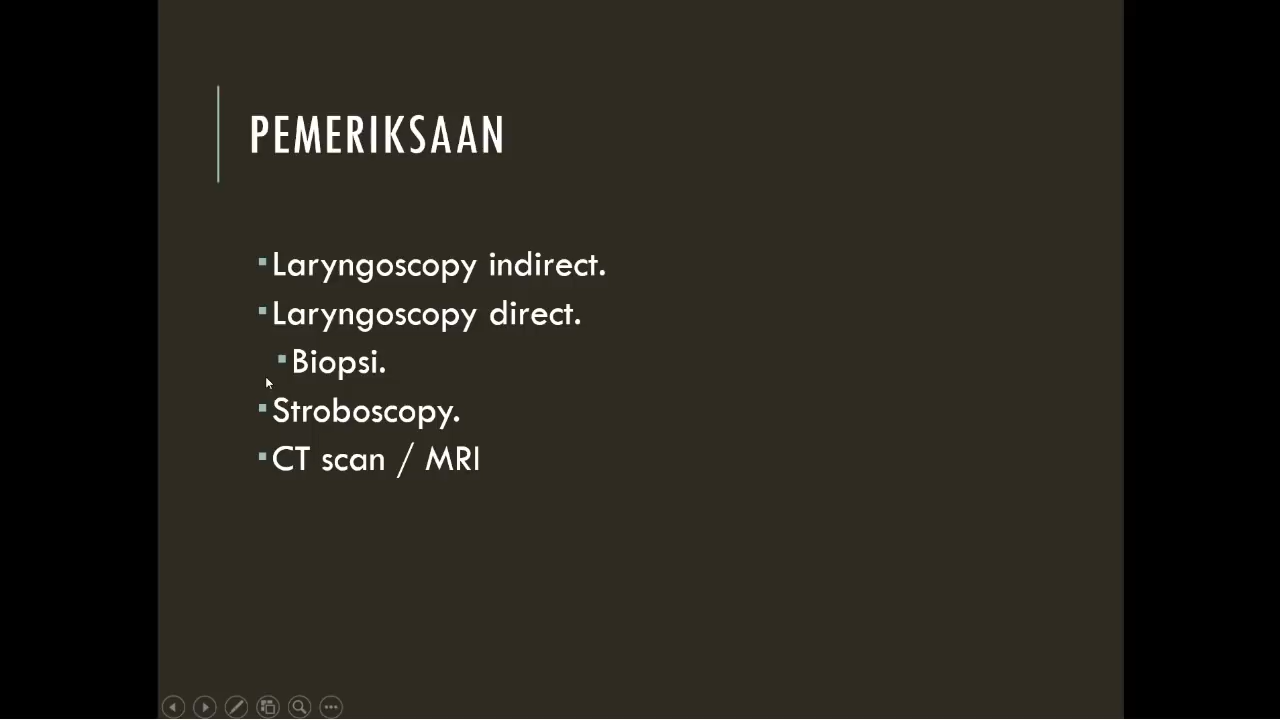 PEMERIKSAAN
Laryngoscopy indirect.
Laryngoscopy direct.
Biopsi.
Stroboscopy.
CT scan / MRI